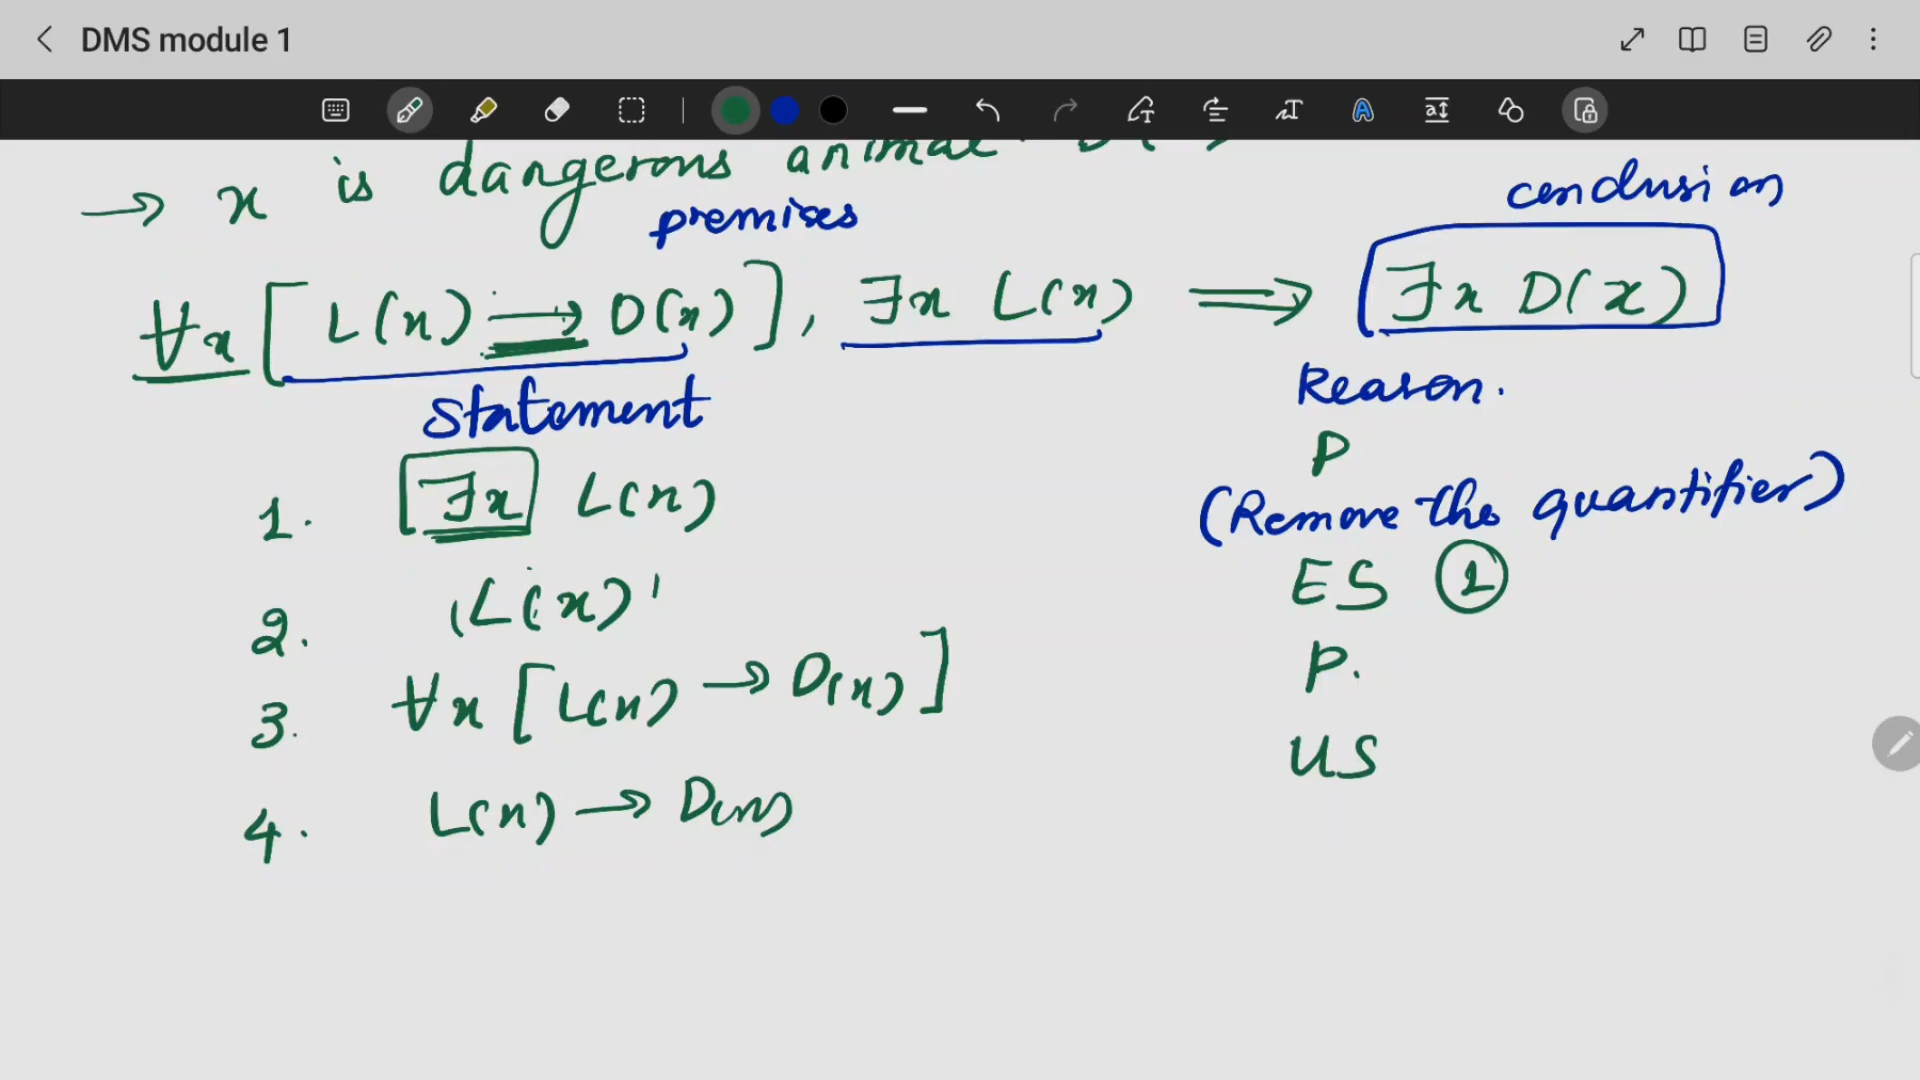 DMS module 1
→ x is dangerous animal
premises
conclusion
∀x [L(x) → D(x)], ∃x L(x) ⟹ ∃x D(x)
Statement Reason.
1. ∃x L(x) P
(Remove the quantifier)
2. L(x) ES ①
3. ∀x [L(x) → D(x)] P.
4. L(x) → D(x) US